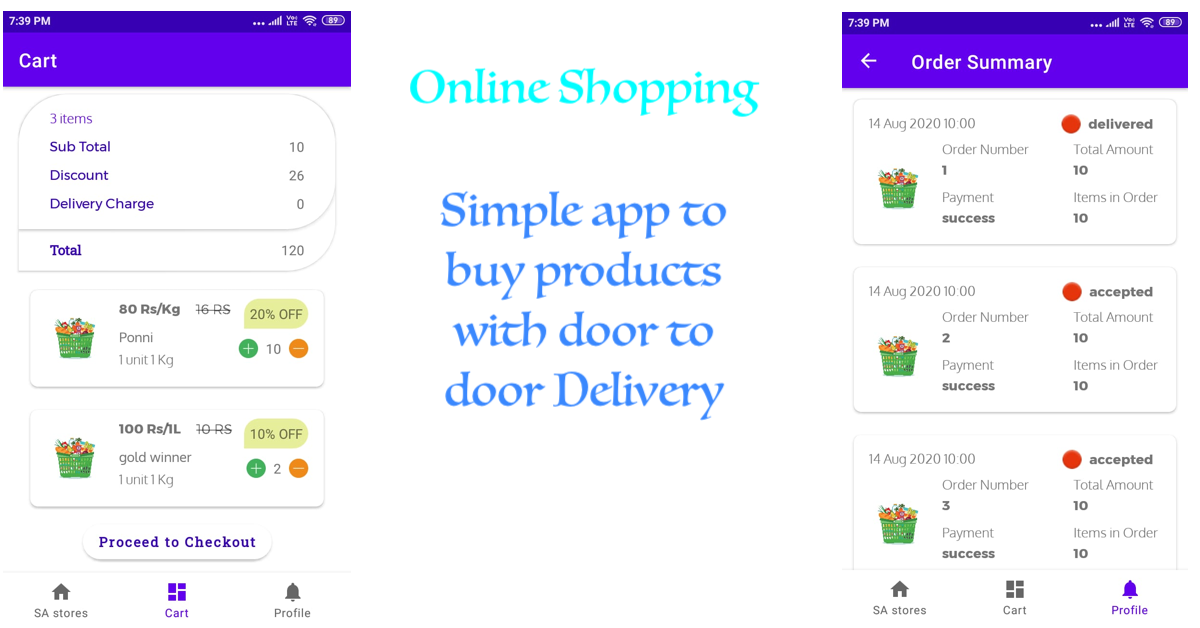 7:39 PM
Vo) LTE 89
Cart
3 items
Sub Total 10
Discount 26
Delivery Charge 0
Total 120
80 Rs/Kg 16 RS 20% OFF
Ponni 10
1 unit 1 Kg
100 Rs/1L 10 RS 10% OFF
gold winner 2
1 unit 1 Kg
Proceed to Checkout
SA stores Cart Profile
Online Shopping
Simple app to
buy products
with door to
door Delivery
7:39 PM
Vo) LTE 89
Order Summary
14 Aug 2020 10:00 delivered
Order Number Total Amount
1 10
Payment Items in Order
success 10
14 Aug 2020 10:00 accepted
Order Number Total Amount
2 10
Payment Items in Order
success 10
14 Aug 2020 10:00 accepted
Order Number Total Amount
3 10
Payment Items in Order
success 10
SA stores Cart Profile